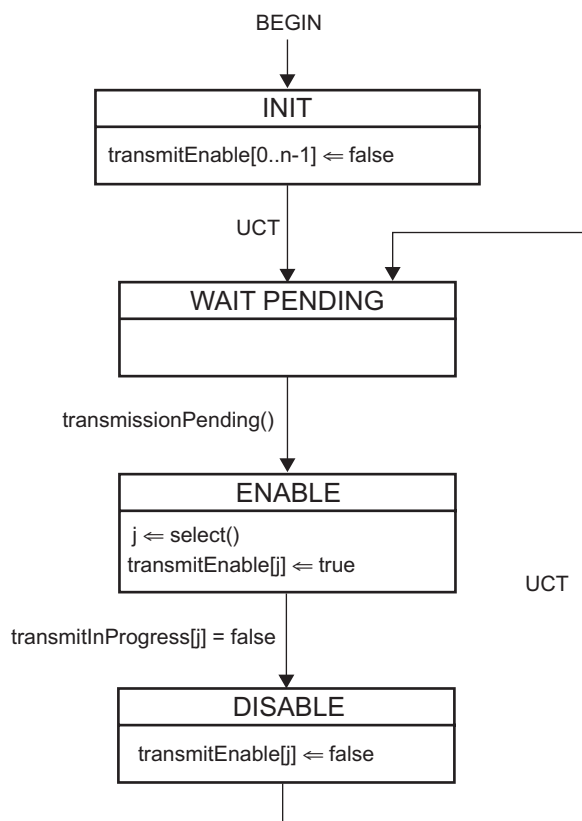 BEGIN
INIT
transmitEnable[0..n-1] ⇐ false
UCT
WAIT PENDING
transmissionPending()
ENABLE
j ⇐ select()
transmitEnable[j] ⇐ true
UCT
transmitInProgress[j] = false
DISABLE
transmitEnable[j] ⇐ false